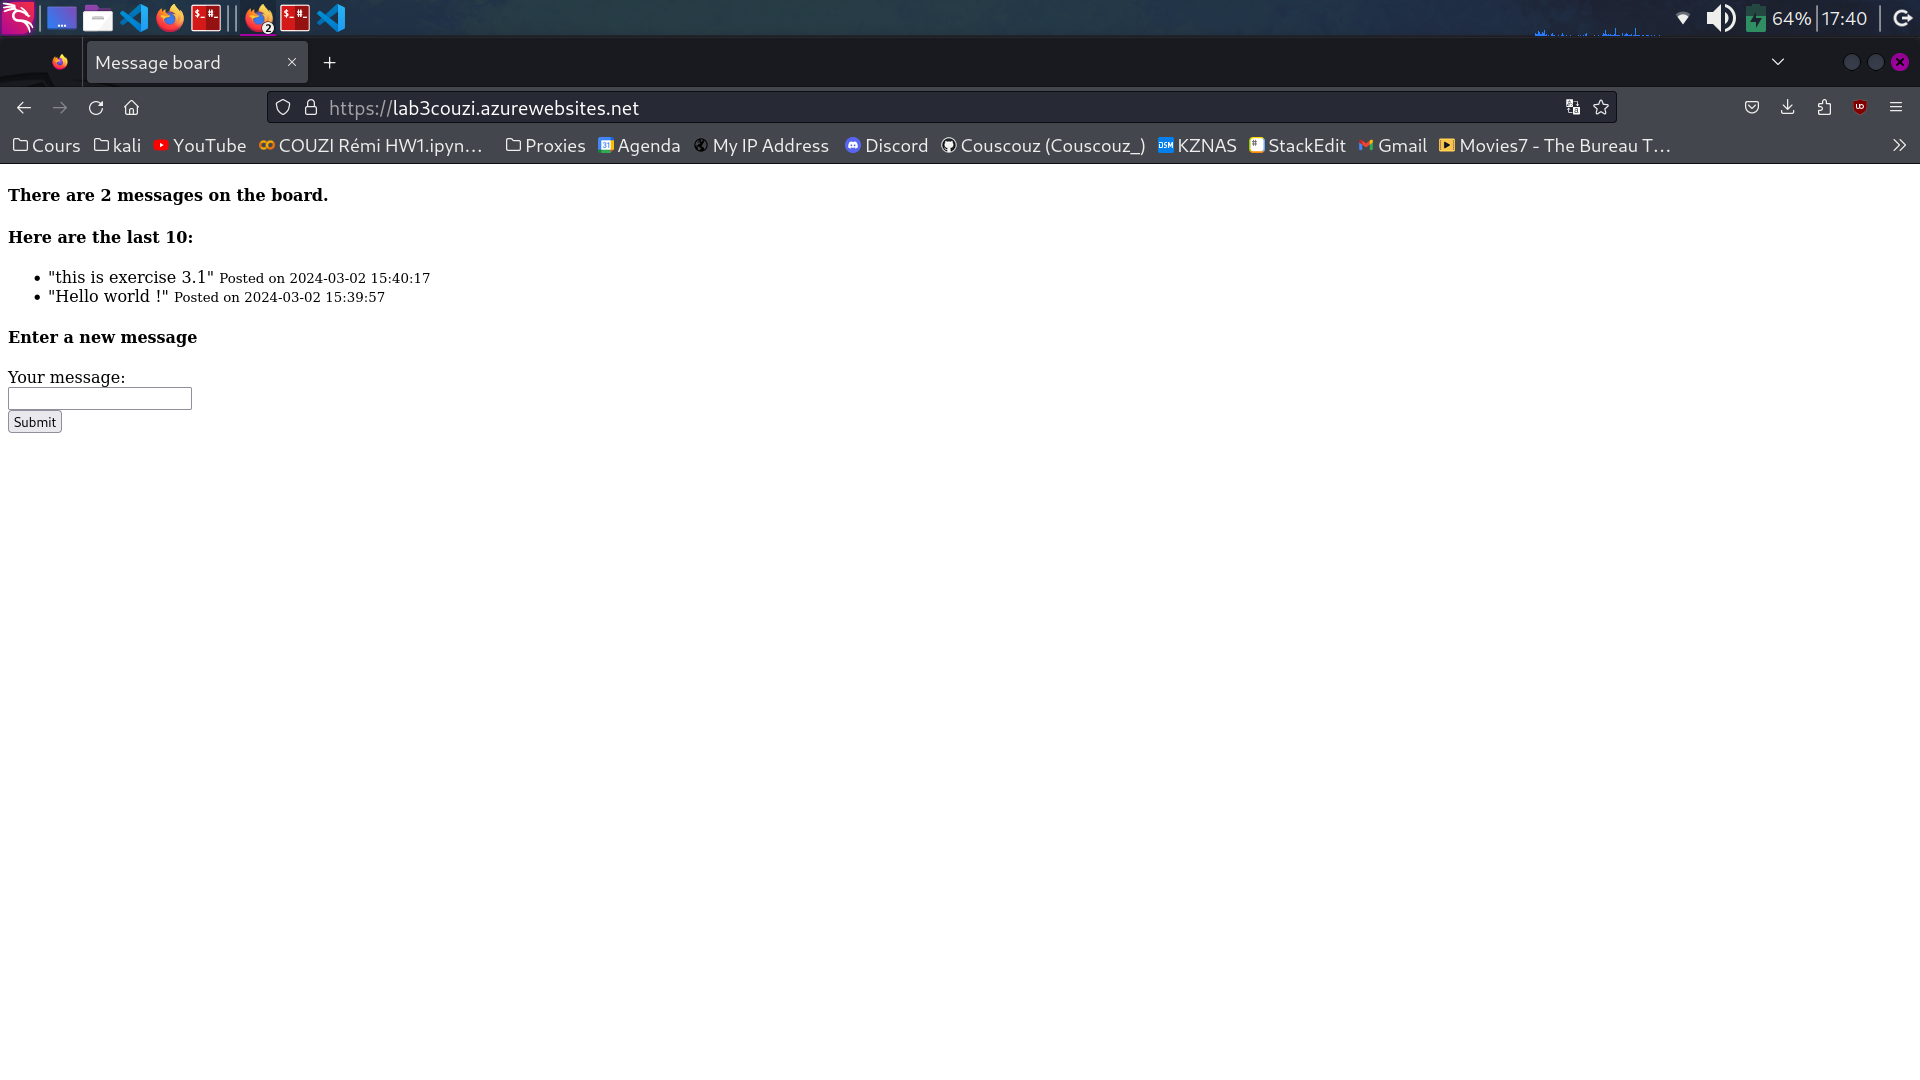 64% 17:40
Message board
https://lab3couzi.azurewebsites.net
Cours kali YouTube COUZI Rémi HW1.ipyn… Proxies Agenda My IP Address Discord Couscouz (Couscouz_) KZNAS StackEdit Gmail Movies7 - The Bureau T…
There are 2 messages on the board.
Here are the last 10:
• "this is exercise 3.1" Posted on 2024-03-02 15:40:17
• "Hello world !" Posted on 2024-03-02 15:39:57
Enter a new message
Your message:
Submit